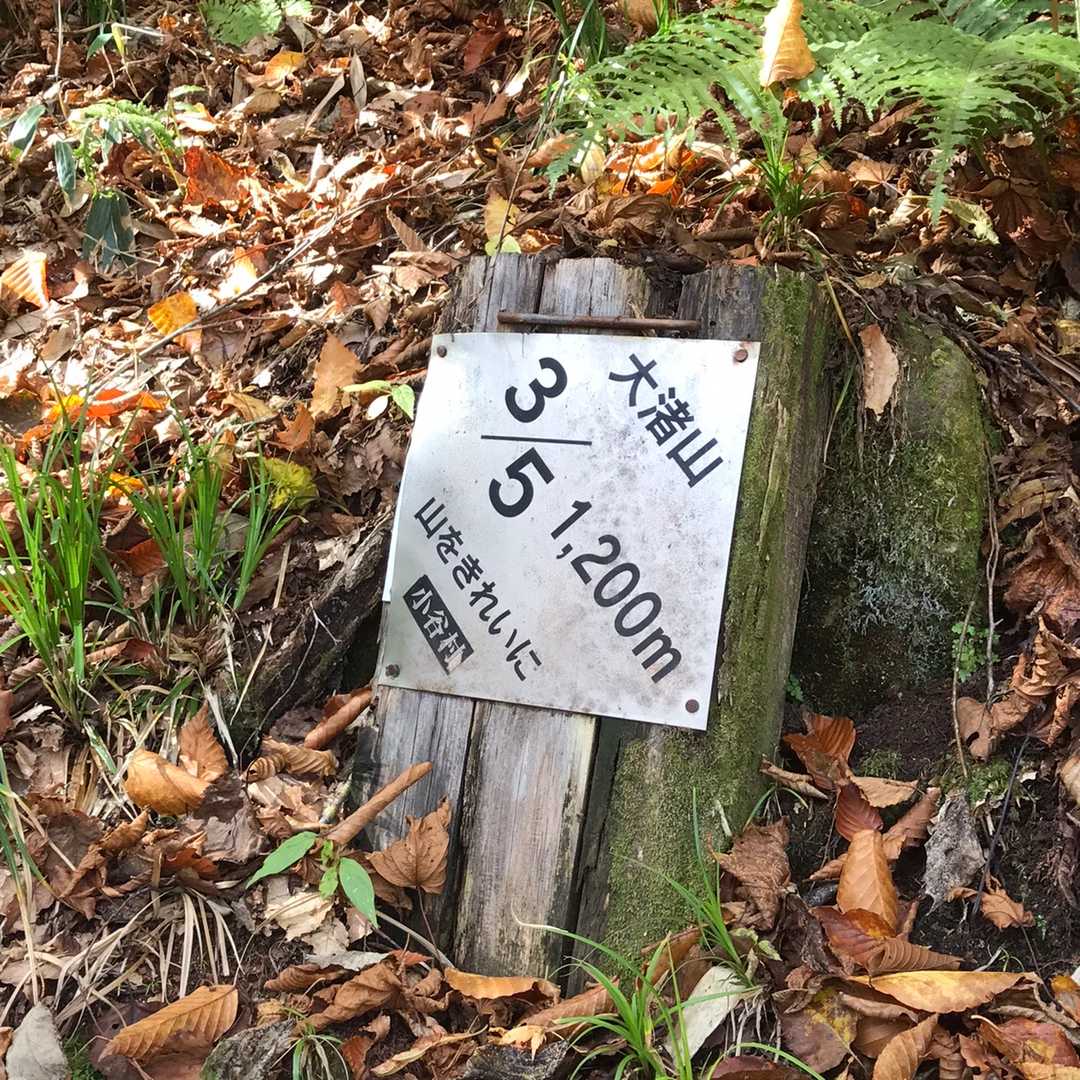 大渚山
3/5
1,200m
山をきれいに
小谷村